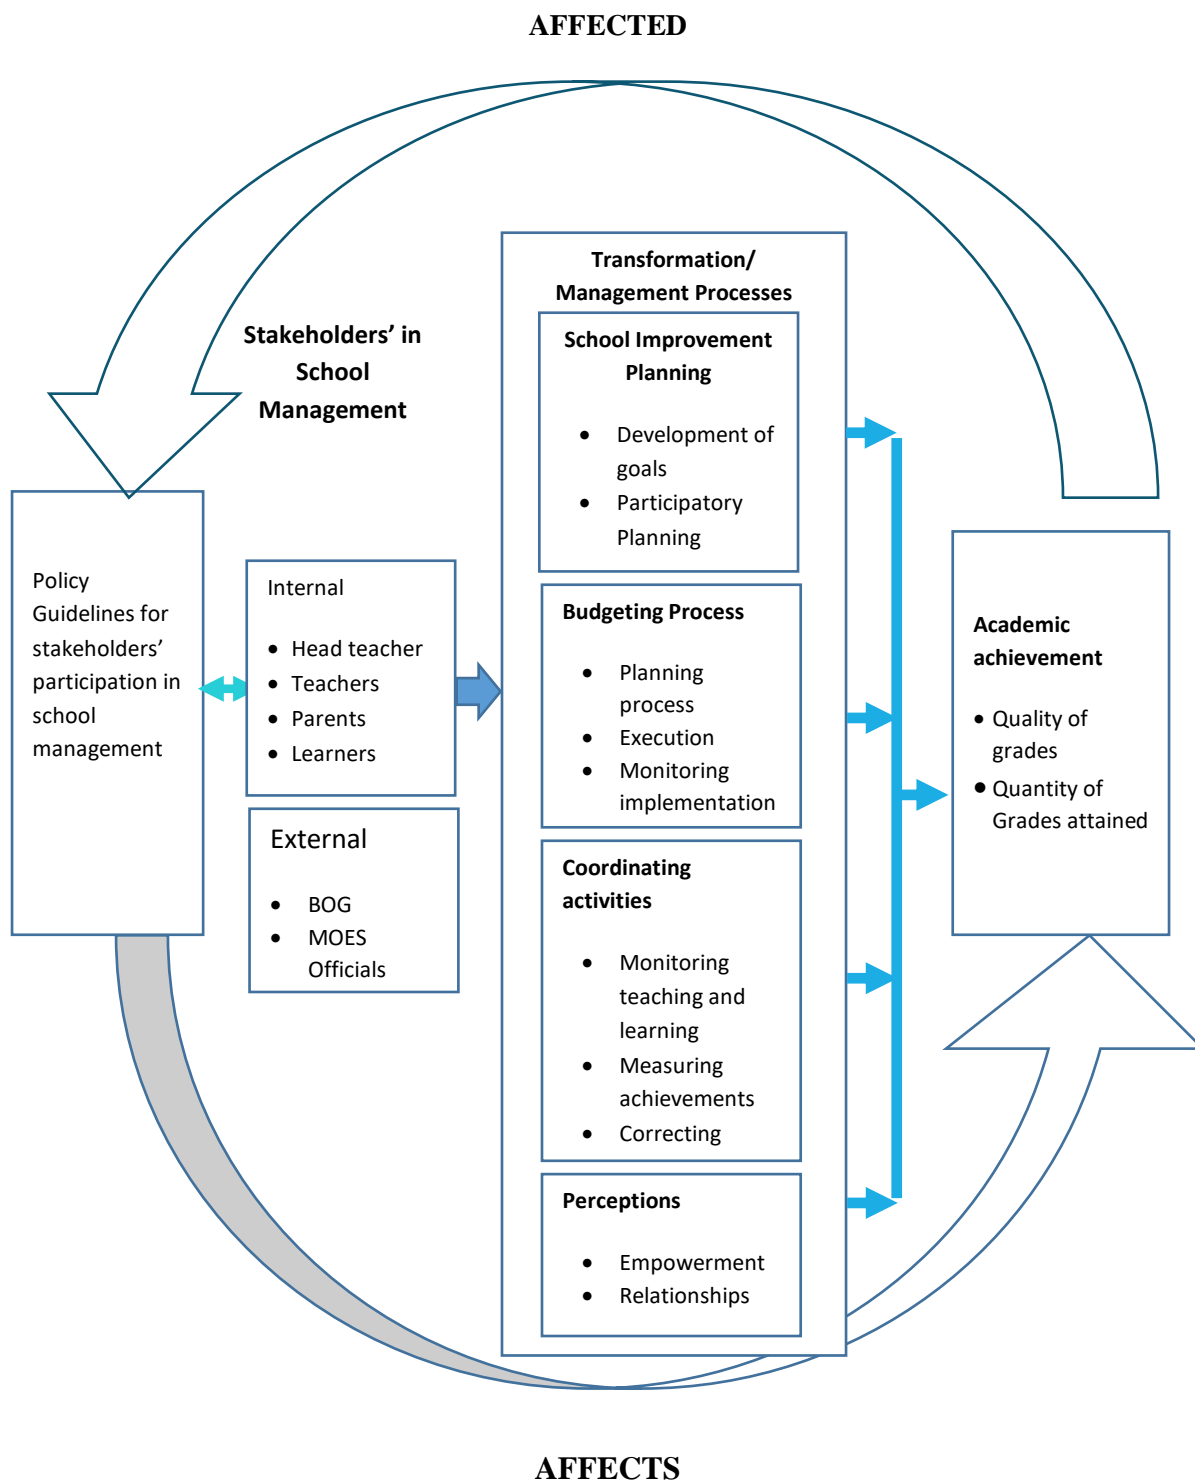 AFFECTED
Stakeholders’ in
School
Management
Policy
Guidelines for
stakeholders’
participation in
school
management
Internal
• Head teacher
• Teachers
• Parents
• Learners
External
• BOG
• MOES
Officials
Transformation/
Management Processes
School Improvement
Planning
• Development of
goals
• Participatory
Planning
Budgeting Process
• Planning
process
• Execution
• Monitoring
implementation
Coordinating
activities
• Monitoring
teaching and
learning
• Measuring
achievements
• Correcting
Perceptions
• Empowerment
• Relationships
Academic
achievement
• Quality of
grades
• Quantity of
Grades attained
AFFECTS